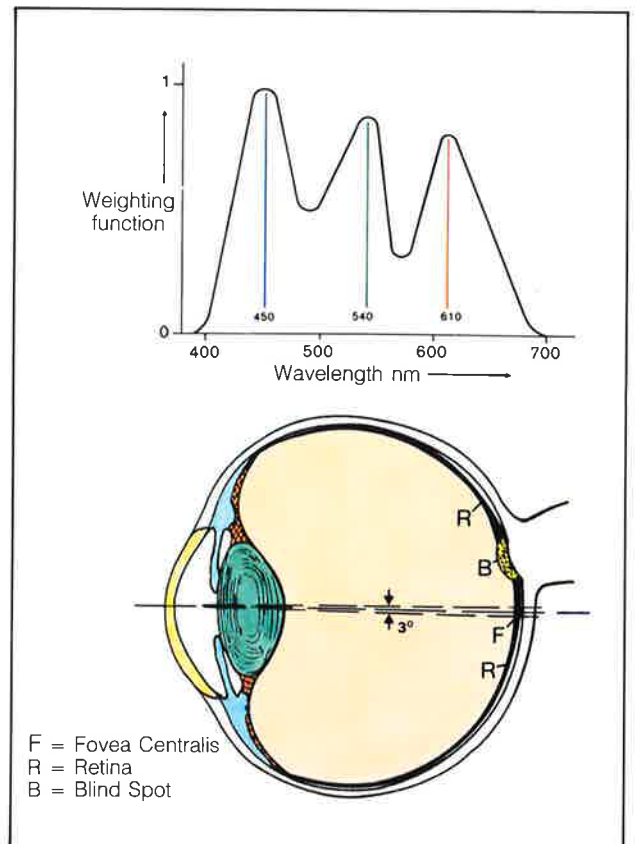 1
Weighting
function
450 540 610
0
400 500 600 700
Wavelength nm
R
B
3°
F
R
F = Fovea Centralis
R = Retina
B = Blind Spot